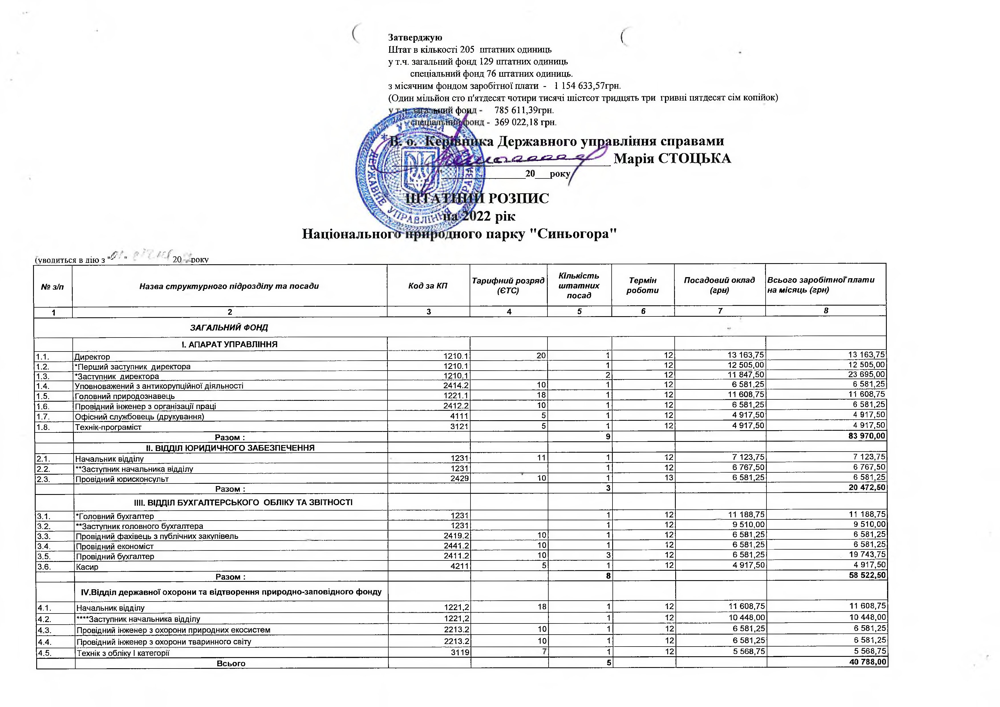 Затверджую
Штат в кількості 205 штатних одиниць
у т.ч. загальний фонд 129 штатних одиниць
спеціальний фонд 76 штатних одиниць.
з місячним фондом заробітної плати - 1 154 633,57грн.
(Один мільйон сто п'ятдесят чотири тисячі шістсот тридцять три гривні пятдесят сім копійок)
у т.ч. загальний фонд - 785 611,39грн.
спеціальний фонд - 369 022,18 грн.
В. о. Керівника Державного управління справами
Марія СТОЦЬКА
20___року
ШТАТНИЙ РОЗПИС
на 2022 рік
Національного природного парку "Синьогора"
(уводиться в дію з " " 20 року
№ з/п Назва структурного підрозділу та посади Код за КП Тарифний розряд (ЄТС) Кількість штатних посад Термін роботи Посадовий оклад (грн) Всього заробітної плати на місяць (грн)
1 2 3 4 5 6 7 8
ЗАГАЛЬНИЙ ФОНД
І. АПАРАТ УПРАВЛІННЯ
1.1. Директор 1210.1 20 1 12 13 163,75 13 163,75
1.2. *Перший заступник директора 1210.1 1 12 12 505,00 12 505,00
1.3. *Заступник директора 1210.1 2 12 11 847,50 23 695,00
1.4. Уповноважений з антикорупційної діяльності 2414.2 10 1 12 6 581,25 6 581,25
1.5. Головний природознавець 1221.1 18 1 12 11 608,75 11 608,75
1.6. Провідний інженер з організації праці 2412.2 10 1 12 6 581,25 6 581,25
1.7. Офісний службовець (друкування) 4111 5 1 12 4 917,50 4 917,50
1.8. Технік-програміст 3121 5 1 12 4 917,50 4 917,50
Разом : 9 83 970,00
ІІ. ВІДДІЛ ЮРИДИЧНОГО ЗАБЕЗПЕЧЕННЯ
2.1. Начальник відділу 1231 11 1 12 7 123,75 7 123,75
2.2. **Заступник начальника відділу 1231 1 12 6 767,50 6 767,50
2.3. Провідний юрисконсульт 2429 10 1 13 6 581,25 6 581,25
Разом : 3 20 472,50
ІІІІ. ВІДДІЛ БУХГАЛТЕРСЬКОГО ОБЛІКУ ТА ЗВІТНОСТІ
3.1. *Головний бухгалтер 1231 1 12 11 188,75 11 188,75
3.2. **Заступник головного бухгалтера 1231 1 12 9 510,00 9 510,00
3.3. Провідний фахівець з публічних закупівель 2419.2 10 1 12 6 581,25 6 581,25
3.4. Провідний економіст 2441.2 10 1 12 6 581,25 6 581,25
3.5. Провідний бухгалтер 2411.2 10 3 12 6 581,25 19 743,75
3.6. Касир 4211 5 1 12 4 917,50 4 917,50
Разом : 8 58 522,50
IV.Відділ державної охорони та відтворення природно-заповідного фонду
4.1. Начальник відділу 1221,2 18 1 12 11 608,75 11 608,75
4.2. ****Заступник начальника відділу 1221,2 1 12 10 448,00 10 448,00
4.3. Провідний інженер з охорони природних екосистем 2213.2 10 1 12 6 581,25 6 581,25
4.4. Провідний інженер з охорони тваринного світу 2213.2 10 1 12 6 581,25 6 581,25
4.5. Технік з обліку І категорії 3119 7 1 12 5 568,75 5 568,75
Всього 5 40 788,00
УКРАЇНА * ДЕРЖАВНЕ УПРАВЛІННЯ СПРАВАМИ